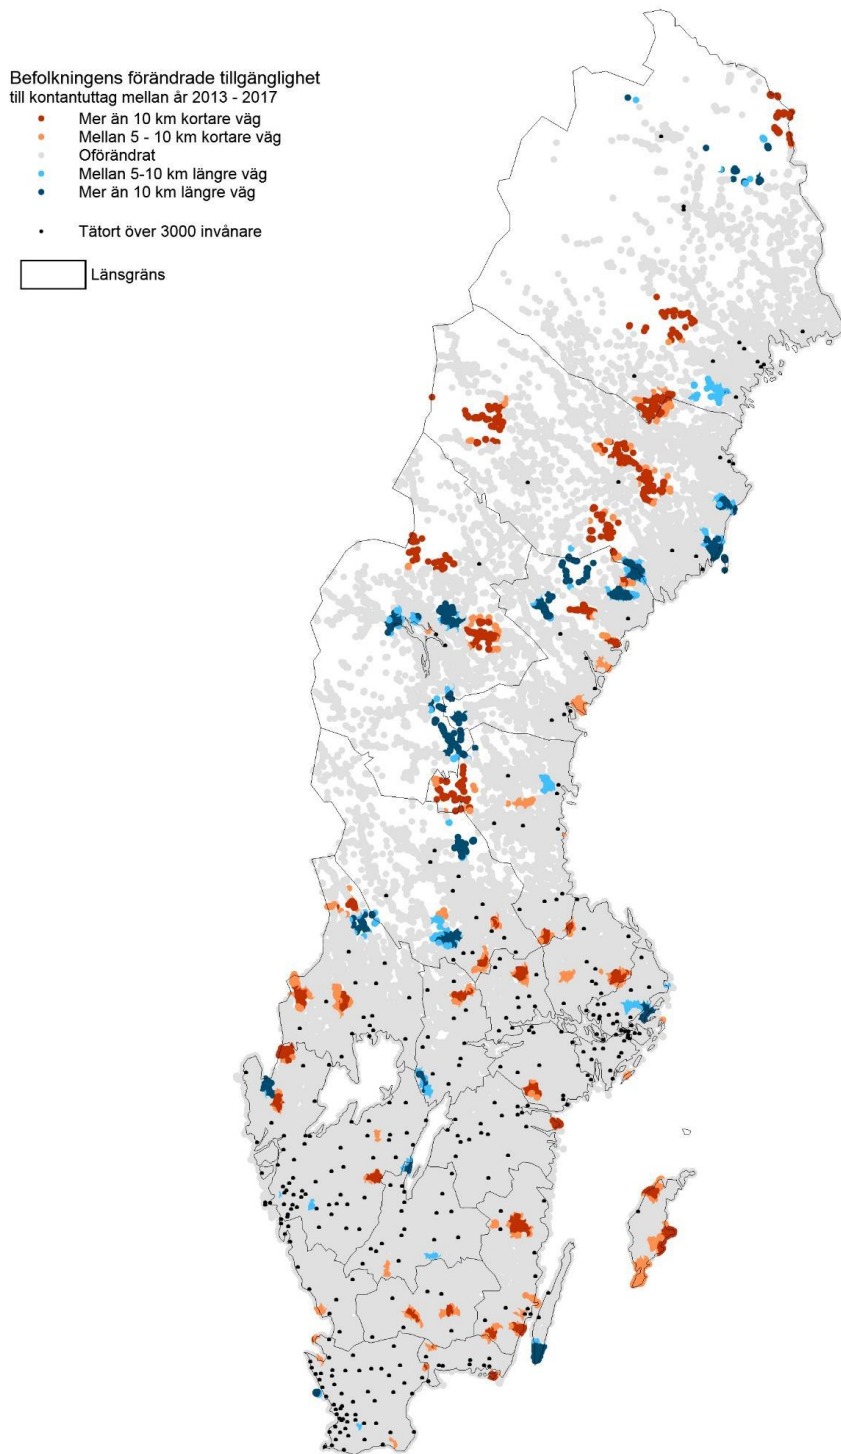 Befolkningens förändrade tillgänglighet
till kontantuttag mellan år 2013 - 2017
Mer än 10 km kortare väg
Mellan 5 - 10 km kortare väg
Oförändrat
Mellan 5-10 km längre väg
Mer än 10 km längre väg
Tätort över 3000 invånare
Länsgräns